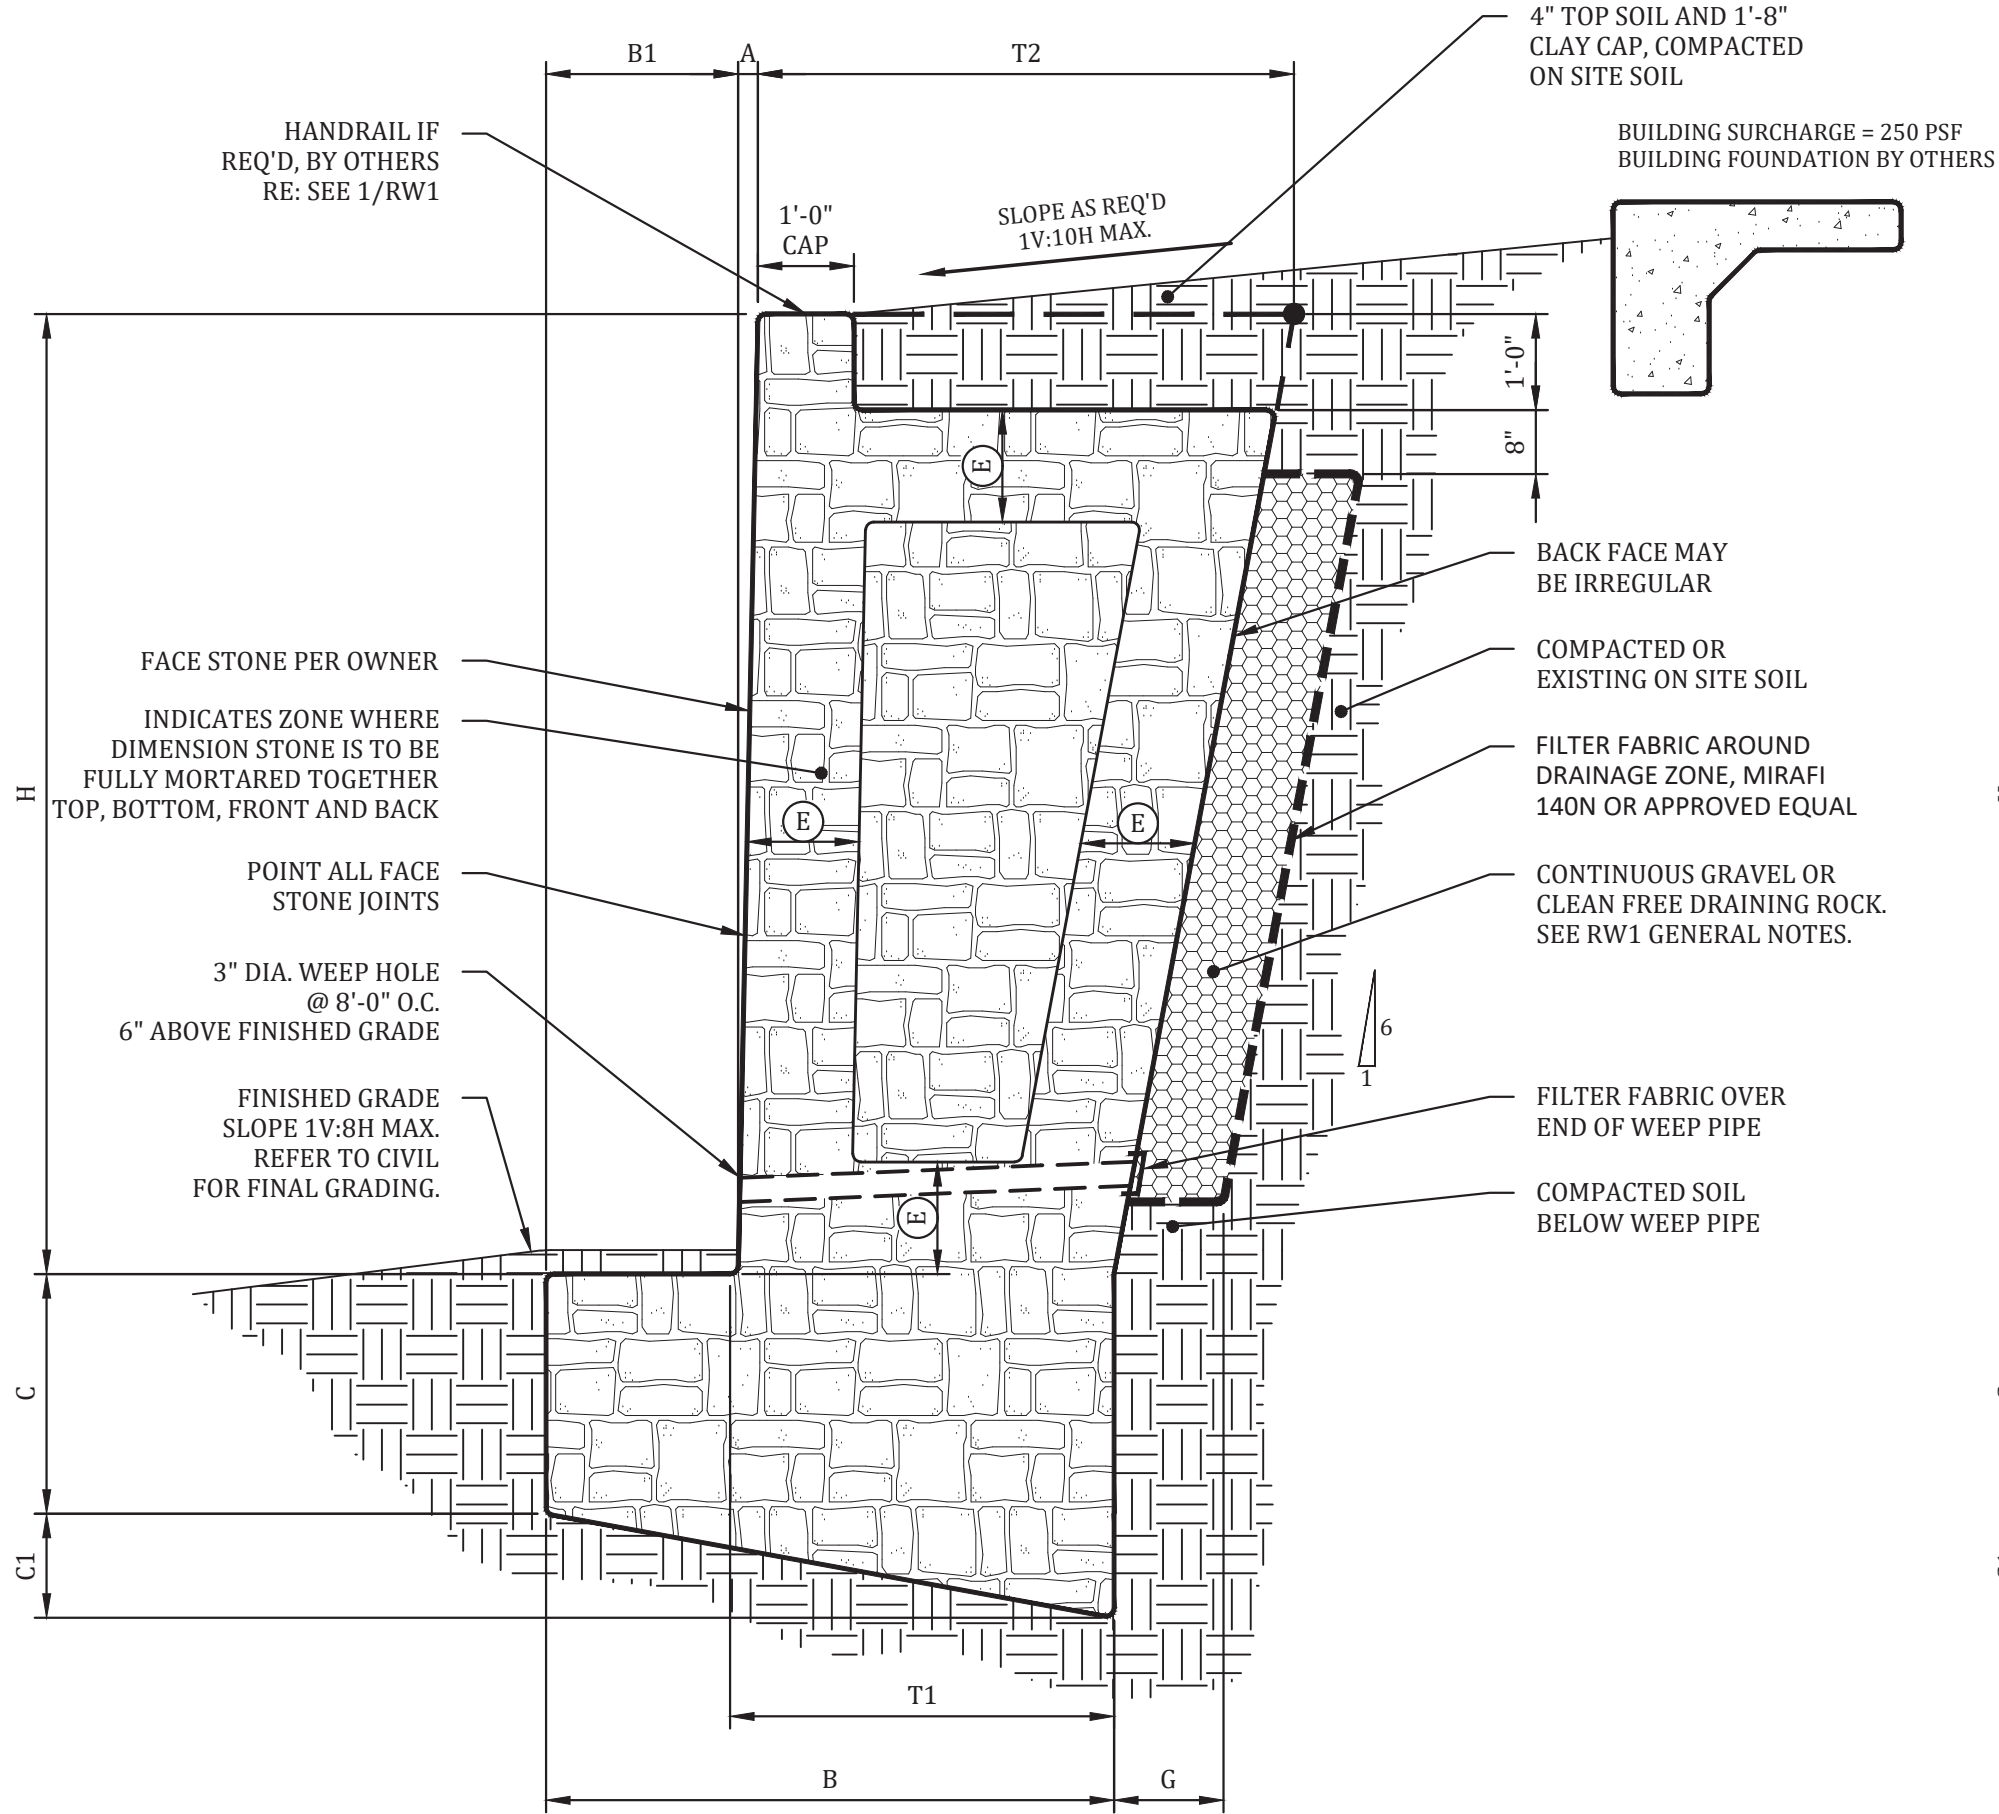 4" TOP SOIL AND 1'-8"
CLAY CAP, COMPACTED
ON SITE SOIL
B1
A
T2
BUILDING SURCHARGE = 250 PSF
BUILDING FOUNDATION BY OTHERS
HANDRAIL IF
REQ'D, BY OTHERS
RE: SEE 1/RW1
1'-0"
CAP
SLOPE AS REQ'D
1V:10H MAX.
1'-0"
8"
E
BACK FACE MAY
BE IRREGULAR
FACE STONE PER OWNER
COMPACTED OR
EXISTING ON SITE SOIL
INDICATES ZONE WHERE
DIMENSION STONE IS TO BE
FULLY MORTARED TOGETHER
TOP, BOTTOM, FRONT AND BACK
FILTER FABRIC AROUND
DRAINAGE ZONE, MIRAFI
140N OR APPROVED EQUAL
H
E
E
POINT ALL FACE
STONE JOINTS
CONTINUOUS GRAVEL OR
CLEAN FREE DRAINING ROCK.
SEE RW1 GENERAL NOTES.
3" DIA. WEEP HOLE
@ 8'-0" O.C.
6" ABOVE FINISHED GRADE
6
1
FINISHED GRADE
SLOPE 1V:8H MAX.
REFER TO CIVIL
FOR FINAL GRADING.
FILTER FABRIC OVER
END OF WEEP PIPE
E
COMPACTED SOIL
BELOW WEEP PIPE
C
C1
T1
B
G